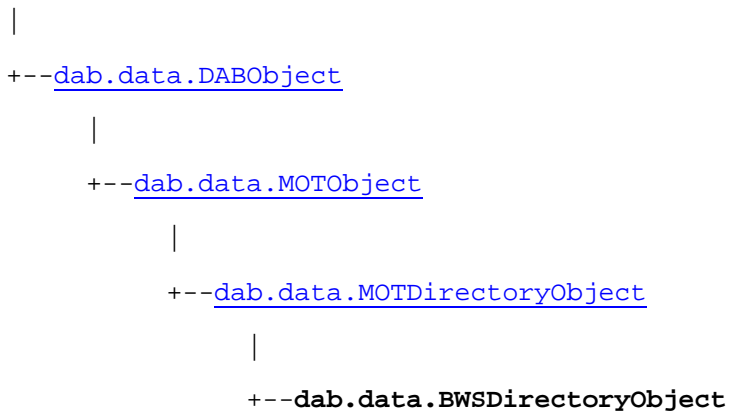 |
+--dab.data.DABObject
|
+--dab.data.MOTObject
|
+--dab.data.MOTDirectoryObject
|
+--dab.data.BWSDirectoryObject